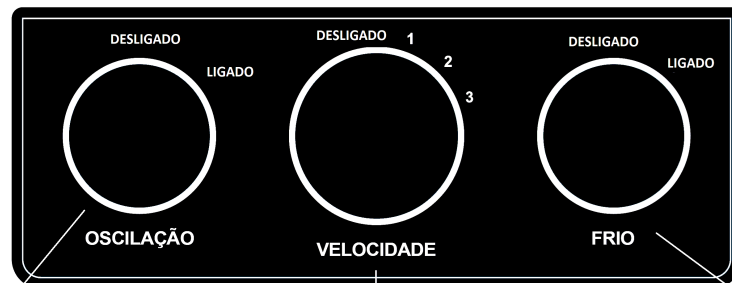 DESLIGADO
LIGADO
OSCILAÇÃO
DESLIGADO
1
2
3
VELOCIDADE
DESLIGADO
LIGADO
FRIO